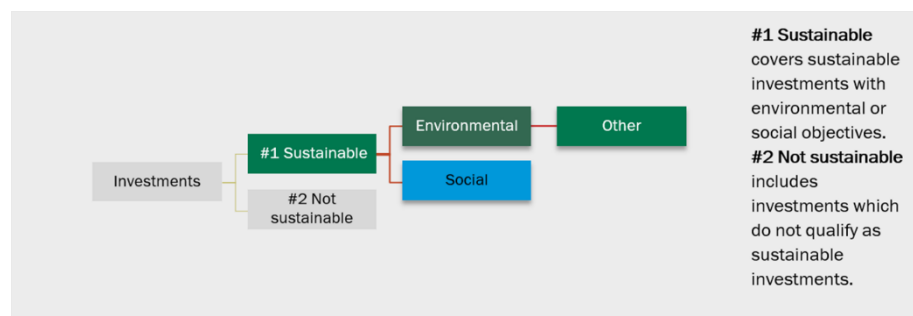 Investments
#1 Sustainable
#2 Not
sustainable
Environmental
Social
Other
#1 Sustainable
covers sustainable
investments with
environmental or
social objectives.
#2 Not sustainable
includes
investments which
do not qualify as
sustainable
investments.